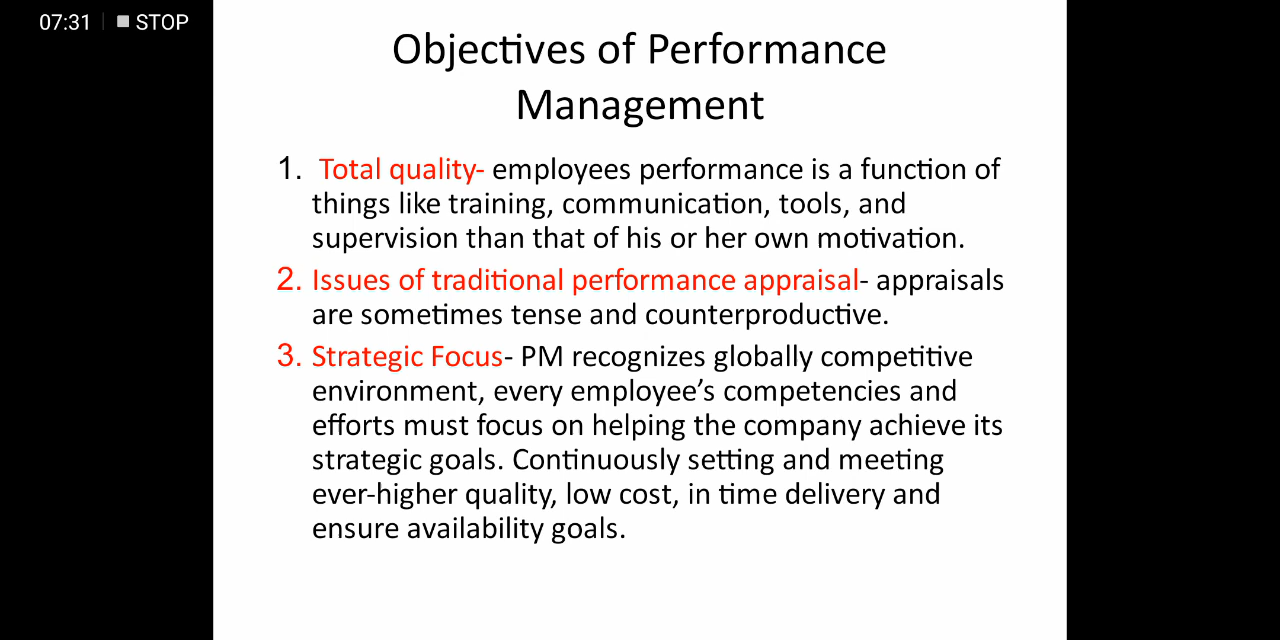 07:31 STOP
Objectives of Performance
Management
1. Total quality- employees performance is a function of
things like training, communication, tools, and
supervision than that of his or her own motivation.
2. Issues of traditional performance appraisal- appraisals
are sometimes tense and counterproductive.
3. Strategic Focus- PM recognizes globally competitive
environment, every employee’s competencies and
efforts must focus on helping the company achieve its
strategic goals. Continuously setting and meeting
ever-higher quality, low cost, in time delivery and
ensure availability goals.